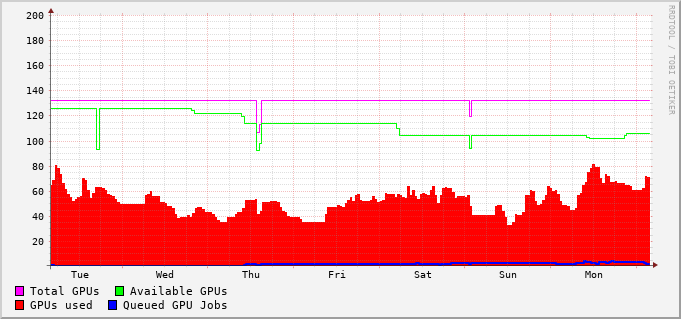 200
180
160
140
120
100
80
60
40
20
Tue Wed Thu Fri Sat Sun Mon
Total GPUs Available GPUs
GPUs used Queued GPU Jobs
RRDTOOL / TOBI OETIKER